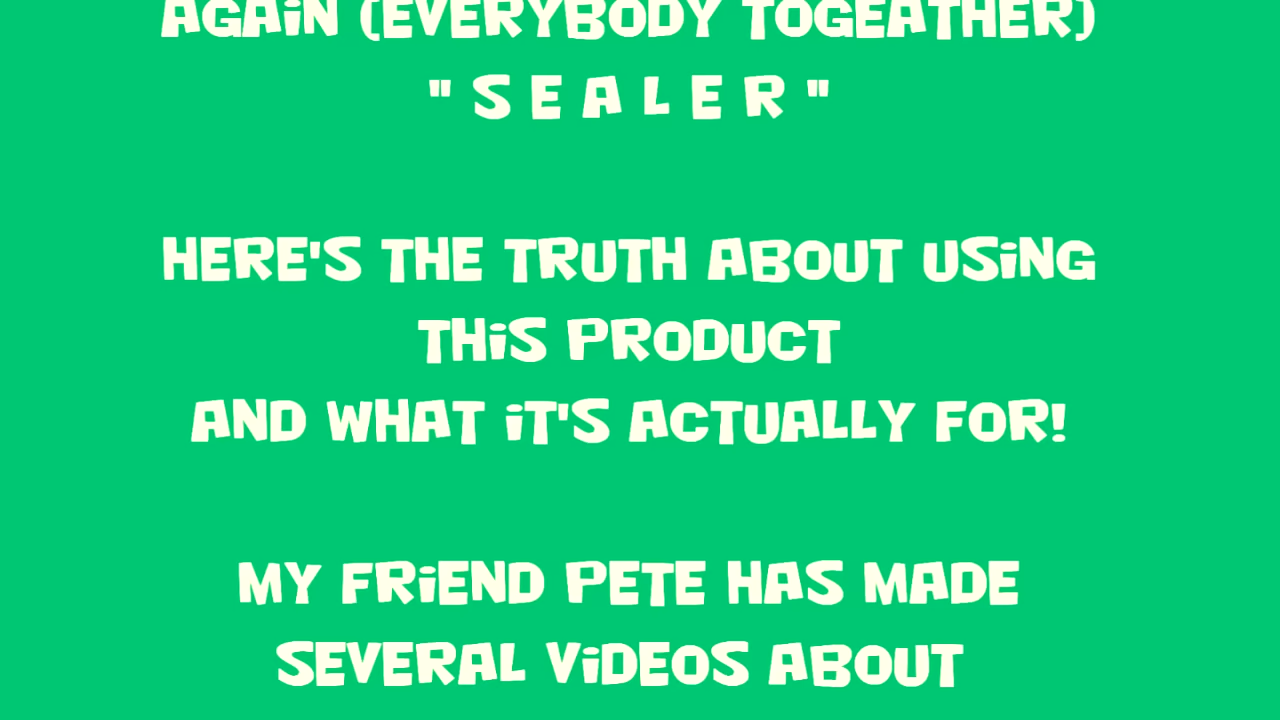 AGAIN (EVERYBODY TOGEATHER)
" S E A L E R "
HERE'S THE TRUTH ABOUT USING
THIS PRODUCT
AND WHAT IT'S ACTUALLY FOR!
MY FRIEND PETE HAS MADE
SEVERAL VIDEOS ABOUT